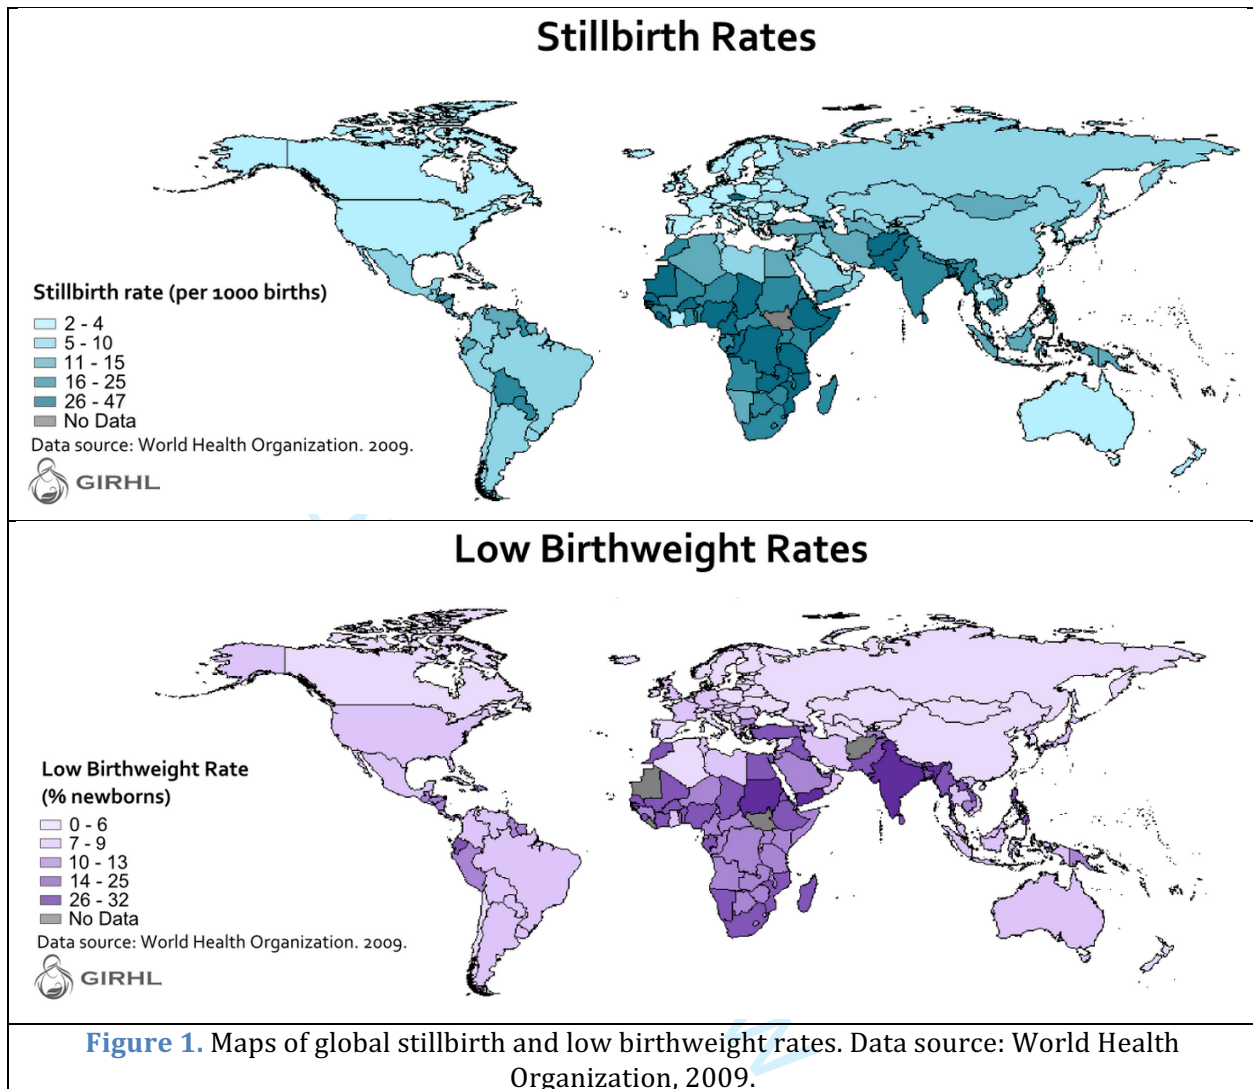 Stillbirth Rates
Stillbirth rate (per 1000 births)
2 - 4
5 - 10
11 - 15
16 - 25
26 - 47
No Data
Data source: World Health Organization. 2009.
GIRHL
Low Birthweight Rates
Low Birthweight Rate
(% newborns)
0 - 6
7 - 9
10 - 13
14 - 25
26 - 32
No Data
Data source: World Health Organization. 2009.
GIRHL
Figure 1. Maps of global stillbirth and low birthweight rates. Data source: World Health
Organization, 2009.